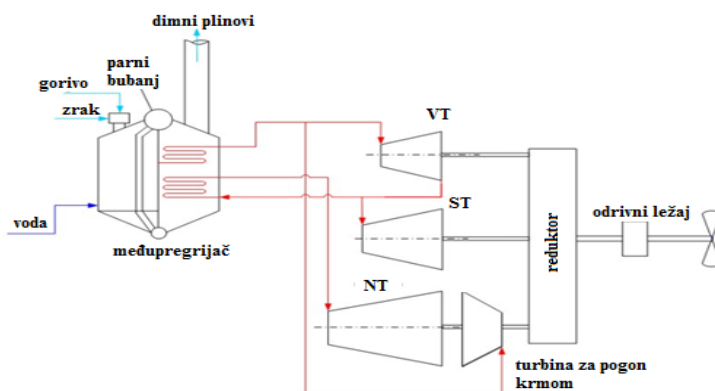 dimni plinovi
parni
bubanj
gorivo
zrak
VT
voda
međupregrijač
ST
reduktor
odrivni ležaj
NT
turbina za pogon
krmom